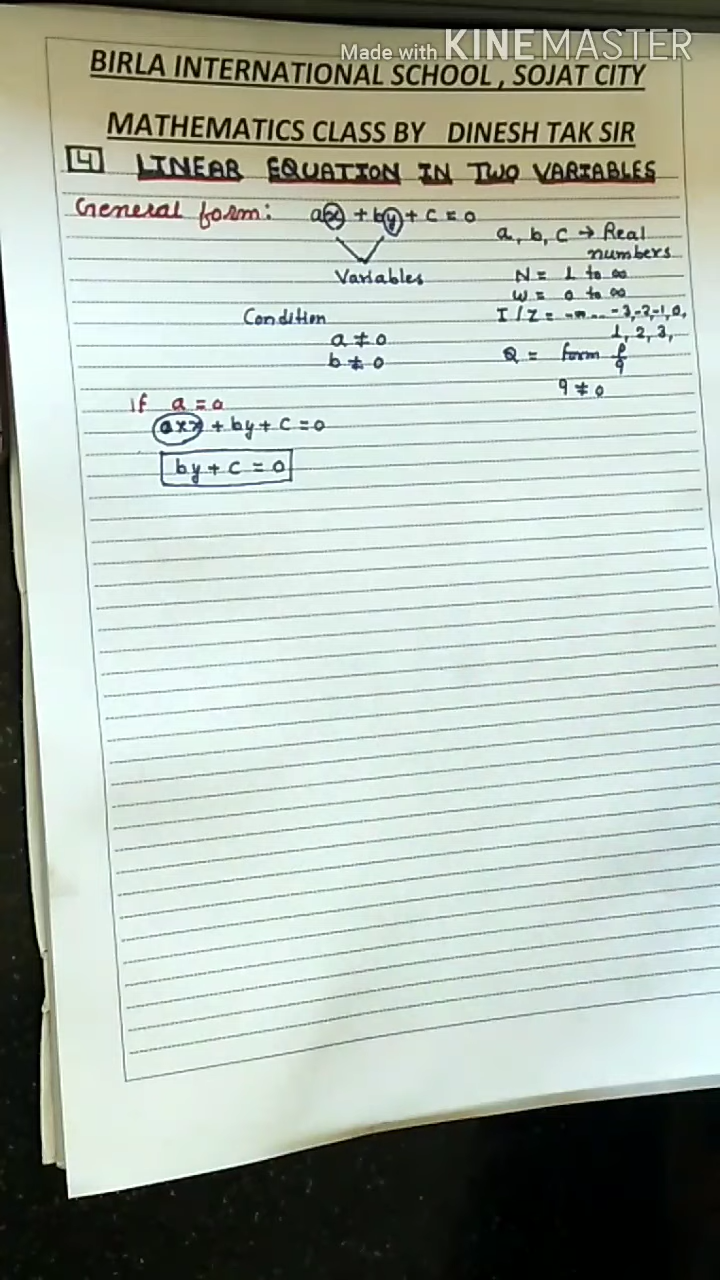 Made with KINEMASTER
BIRLA INTERNATIONAL SCHOOL , SOJAT CITY
MATHEMATICS CLASS BY DINESH TAK SIR
4 LINEAR EQUATION IN TWO VARIABLES
General form: ax + by + c = 0
Variables
a, b, c → Real
numbers
N = 1 to ∞
W = 0 to ∞
I / Z = -∞... -3,-2,-1,0,
1, 2, 3,
Q = form p/q
q ≠ 0
Condition
a ≠ 0
b ≠ 0
If a = 0
0×x + by + c = 0
by + c = 0